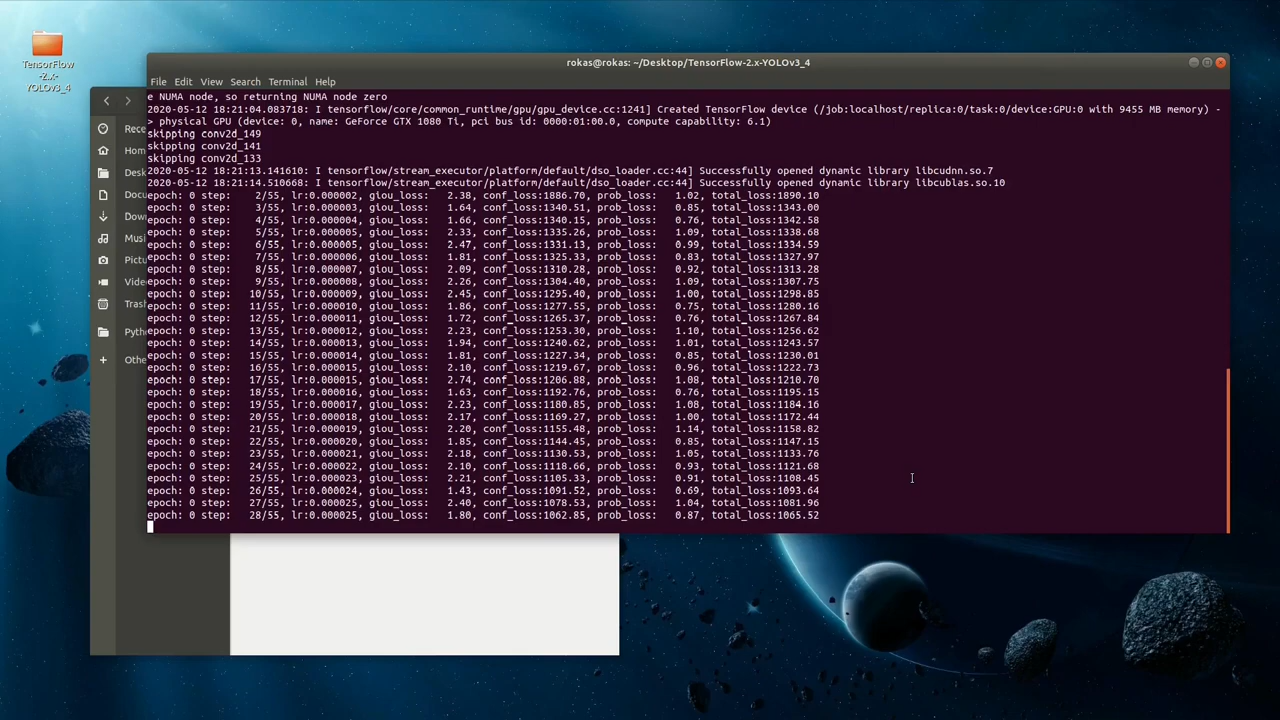 TensorFlow
-2.x-
YOLOv3_4
rokas@rokas: ~/Desktop/TensorFlow-2.x-YOLOv3_4
File Edit View Search Terminal Help
Rece
Hom
Desk
Docu
Down
Musi
Pictu
Video
Tras
Pyth
Othe
e NUMA node, so returning NUMA node zero
2020-05-12 18:21:04.083718: I tensorflow/core/common_runtime/gpu/gpu_device.cc:1241] Created TensorFlow device (/job:localhost/replica:0/task:0/device:GPU:0 with 9455 MB memory) -
> physical GPU (device: 0, name: GeForce GTX 1080 Ti, pci bus id: 0000:01:00.0, compute capability: 6.1)
skipping conv2d_149
skipping conv2d_141
skipping conv2d_133
2020-05-12 18:21:13.141610: I tensorflow/stream_executor/platform/default/dso_loader.cc:44] Successfully opened dynamic library libcudnn.so.7
2020-05-12 18:21:14.510668: I tensorflow/stream_executor/platform/default/dso_loader.cc:44] Successfully opened dynamic library libcublas.so.10
epoch: 0 step:   2/55, lr:0.000002, giou_loss:   2.38, conf_loss:1886.70, prob_loss:   1.02, total_loss:1890.10
epoch: 0 step:   3/55, lr:0.000003, giou_loss:   1.64, conf_loss:1340.51, prob_loss:   0.85, total_loss:1343.00
epoch: 0 step:   4/55, lr:0.000004, giou_loss:   1.66, conf_loss:1340.15, prob_loss:   0.76, total_loss:1342.58
epoch: 0 step:   5/55, lr:0.000005, giou_loss:   2.33, conf_loss:1335.26, prob_loss:   1.09, total_loss:1338.68
epoch: 0 step:   6/55, lr:0.000005, giou_loss:   2.47, conf_loss:1331.13, prob_loss:   0.99, total_loss:1334.59
epoch: 0 step:   7/55, lr:0.000006, giou_loss:   1.81, conf_loss:1325.33, prob_loss:   0.83, total_loss:1327.97
epoch: 0 step:   8/55, lr:0.000007, giou_loss:   2.09, conf_loss:1310.28, prob_loss:   0.92, total_loss:1313.28
epoch: 0 step:   9/55, lr:0.000008, giou_loss:   2.26, conf_loss:1304.40, prob_loss:   1.09, total_loss:1307.75
epoch: 0 step:   10/55, lr:0.000009, giou_loss:   2.45, conf_loss:1295.40, prob_loss:   1.00, total_loss:1298.85
epoch: 0 step:   11/55, lr:0.000010, giou_loss:   1.86, conf_loss:1277.55, prob_loss:   0.75, total_loss:1280.16
epoch: 0 step:   12/55, lr:0.000011, giou_loss:   1.72, conf_loss:1265.37, prob_loss:   0.76, total_loss:1267.84
epoch: 0 step:   13/55, lr:0.000012, giou_loss:   2.23, conf_loss:1253.30, prob_loss:   1.10, total_loss:1256.62
epoch: 0 step:   14/55, lr:0.000013, giou_loss:   1.94, conf_loss:1240.62, prob_loss:   1.01, total_loss:1243.57
epoch: 0 step:   15/55, lr:0.000014, giou_loss:   1.81, conf_loss:1227.34, prob_loss:   0.85, total_loss:1230.01
epoch: 0 step:   16/55, lr:0.000015, giou_loss:   2.10, conf_loss:1219.67, prob_loss:   0.96, total_loss:1222.73
epoch: 0 step:   17/55, lr:0.000015, giou_loss:   2.74, conf_loss:1206.88, prob_loss:   1.08, total_loss:1210.70
epoch: 0 step:   18/55, lr:0.000016, giou_loss:   1.63, conf_loss:1192.76, prob_loss:   0.76, total_loss:1195.15
epoch: 0 step:   19/55, lr:0.000017, giou_loss:   2.23, conf_loss:1180.85, prob_loss:   1.08, total_loss:1184.16
epoch: 0 step:   20/55, lr:0.000018, giou_loss:   2.17, conf_loss:1169.27, prob_loss:   1.00, total_loss:1172.44
epoch: 0 step:   21/55, lr:0.000019, giou_loss:   2.20, conf_loss:1155.48, prob_loss:   1.14, total_loss:1158.82
epoch: 0 step:   22/55, lr:0.000020, giou_loss:   1.85, conf_loss:1144.45, prob_loss:   0.85, total_loss:1147.15
epoch: 0 step:   23/55, lr:0.000021, giou_loss:   2.18, conf_loss:1130.53, prob_loss:   1.05, total_loss:1133.76
epoch: 0 step:   24/55, lr:0.000022, giou_loss:   2.10, conf_loss:1118.66, prob_loss:   0.93, total_loss:1121.68
epoch: 0 step:   25/55, lr:0.000023, giou_loss:   2.21, conf_loss:1105.33, prob_loss:   0.91, total_loss:1108.45
epoch: 0 step:   26/55, lr:0.000024, giou_loss:   1.43, conf_loss:1091.52, prob_loss:   0.69, total_loss:1093.64
epoch: 0 step:   27/55, lr:0.000025, giou_loss:   2.40, conf_loss:1078.53, prob_loss:   1.04, total_loss:1081.96
epoch: 0 step:   28/55, lr:0.000025, giou_loss:   1.80, conf_loss:1062.85, prob_loss:   0.87, total_loss:1065.52